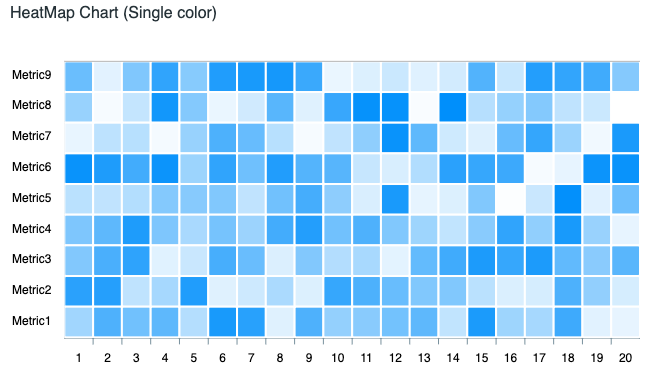 HeatMap Chart (Single color)
Metric9
Metric8
Metric7
Metric6
Metric5
Metric4
Metric3
Metric2
Metric1
1 2 3 4 5 6 7 8 9 10 11 12 13 14 15 16 17 18 19 20